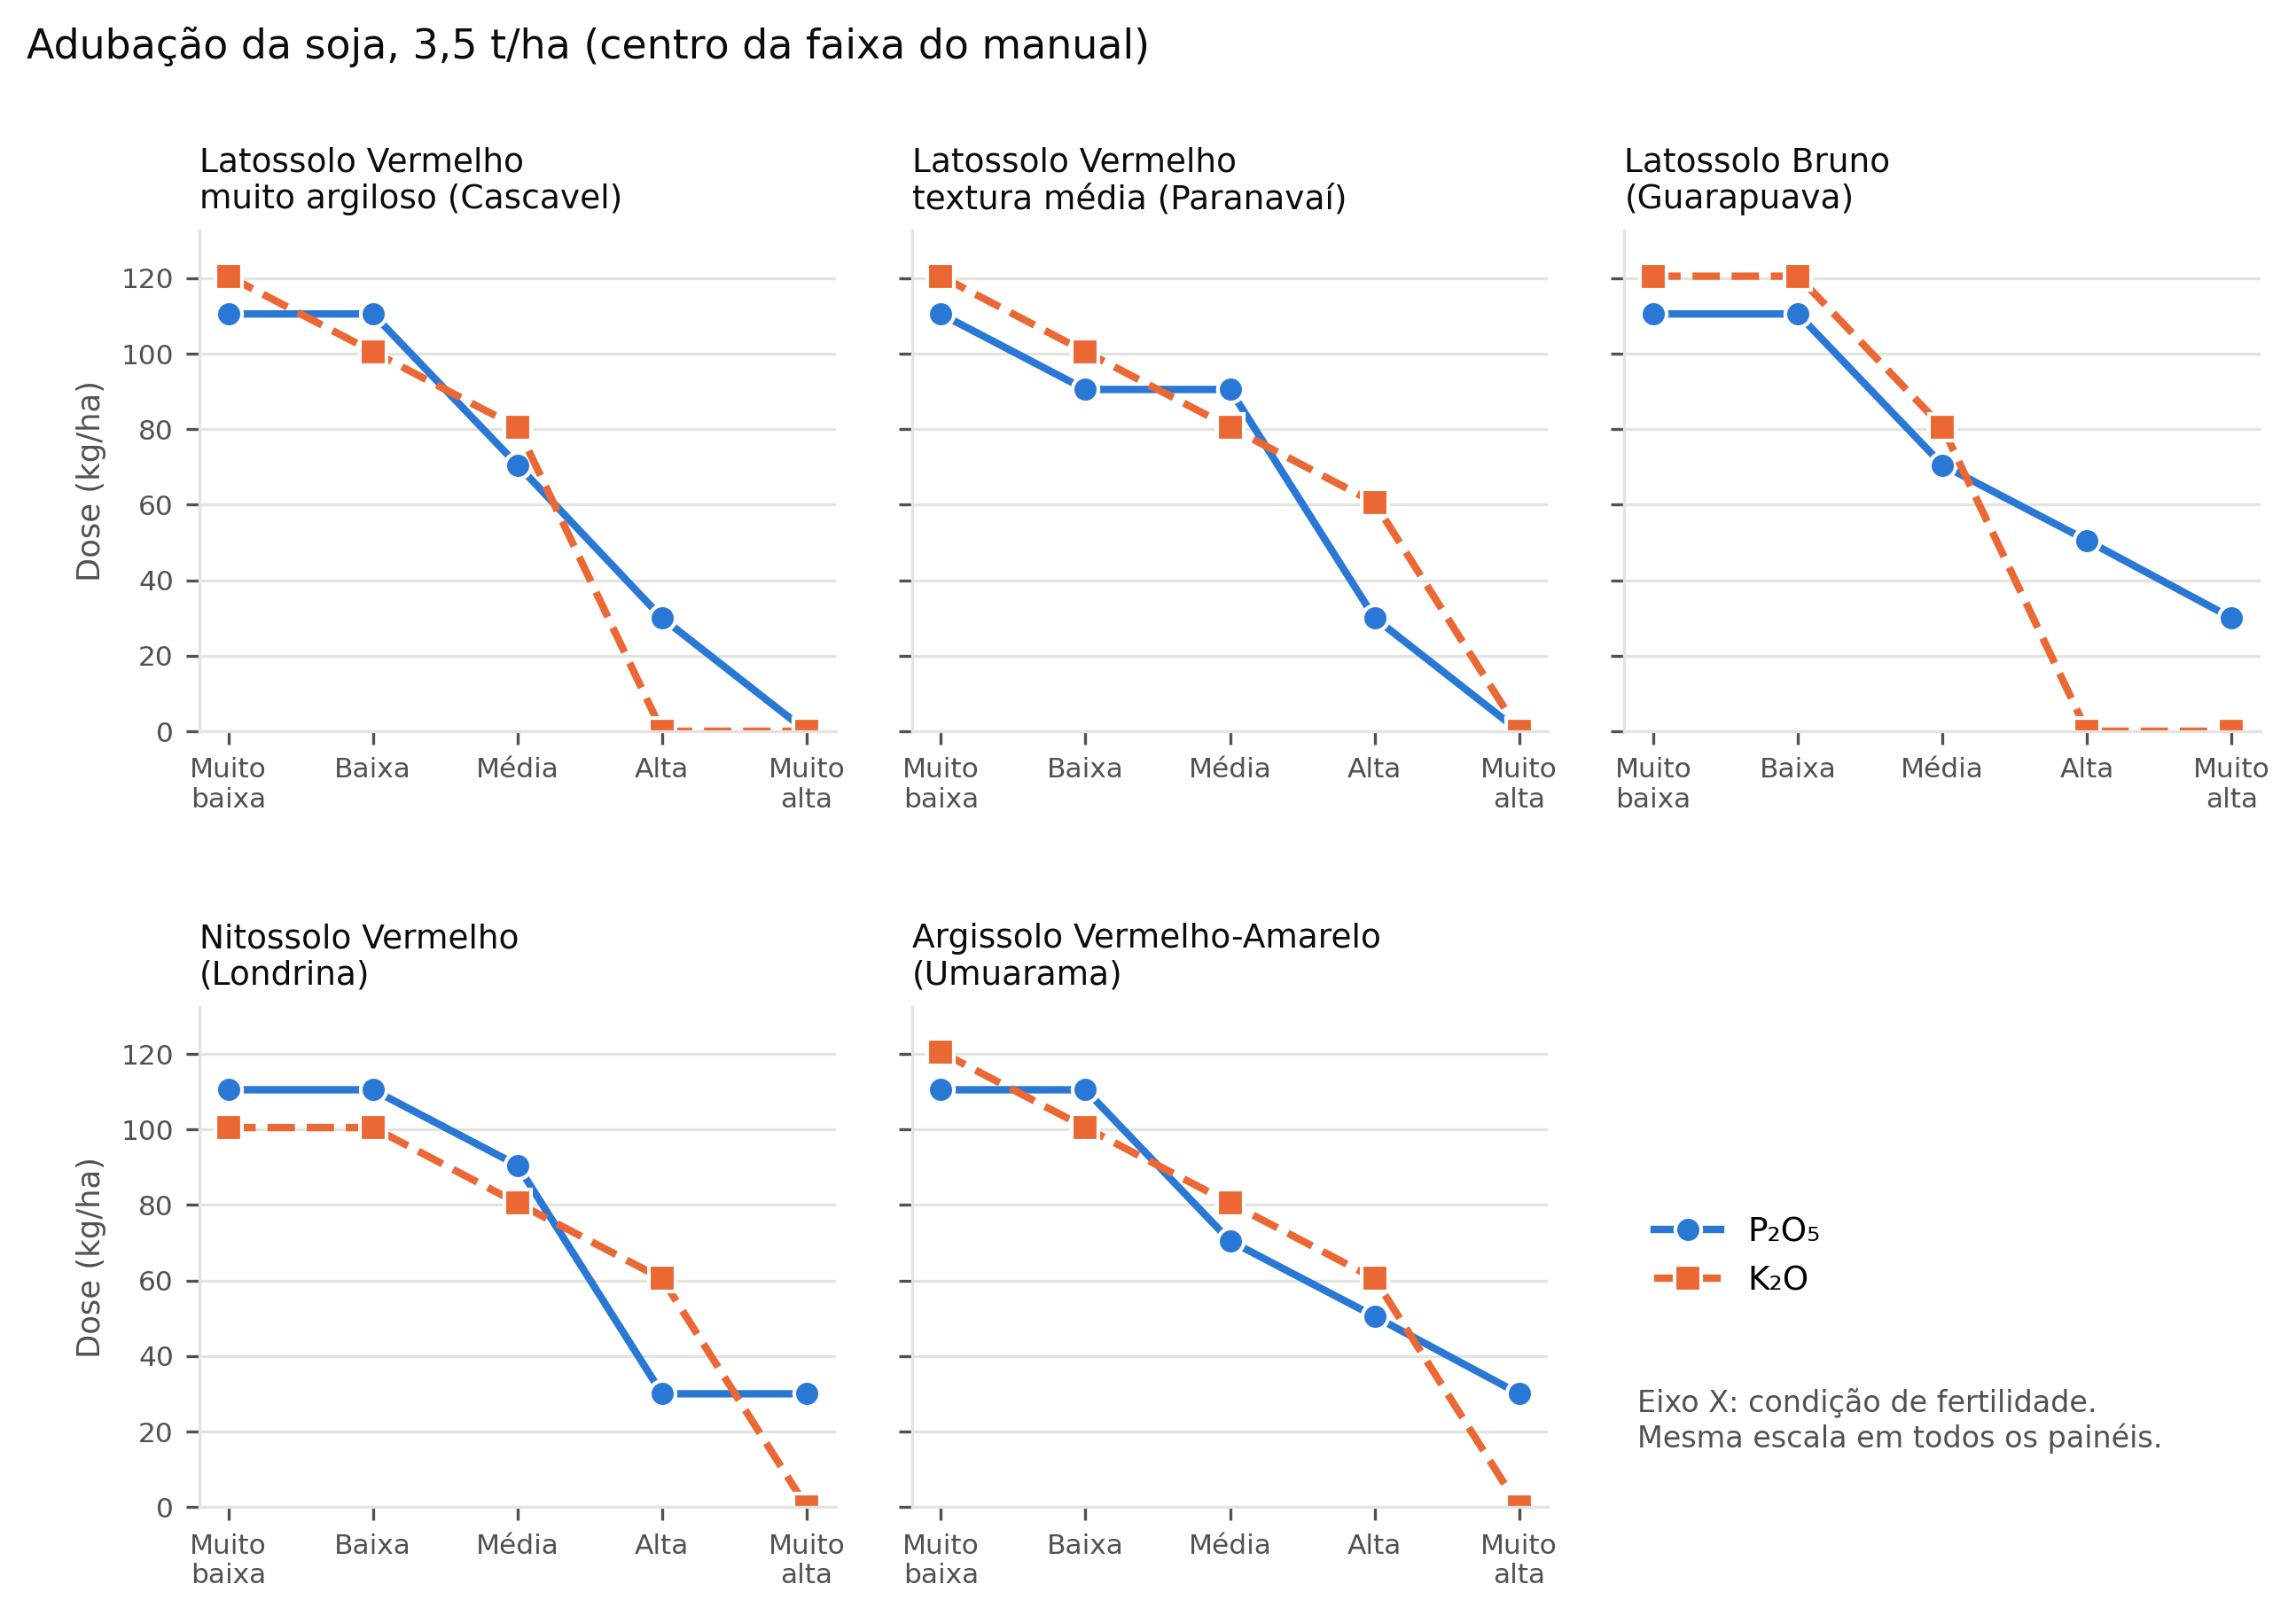 Adubação da soja, 3,5 t/ha (centro da faixa do manual)
Latossolo Vermelho
muito argiloso (Cascavel)
Dose (kg/ha)
120
100
80
60
40
20
0
Muito
baixa
Baixa
Média
Alta
Muito
alta
Latossolo Vermelho
textura média (Paranavaí)
Muito
baixa
Baixa
Média
Alta
Muito
alta
Latossolo Bruno
(Guarapuava)
Muito
baixa
Baixa
Média
Alta
Muito
alta
Nitossolo Vermelho
(Londrina)
Dose (kg/ha)
120
100
80
60
40
20
0
Muito
baixa
Baixa
Média
Alta
Muito
alta
Argissolo Vermelho-Amarelo
(Umuarama)
Muito
baixa
Baixa
Média
Alta
Muito
alta
P₂O₅
K₂O
Eixo X: condição de fertilidade.
Mesma escala em todos os painéis.